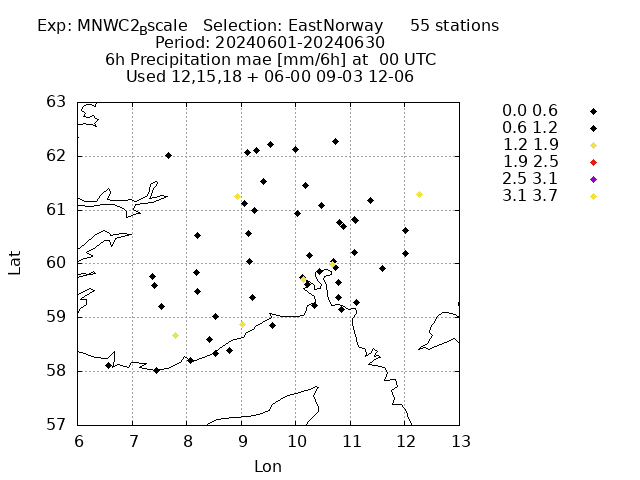 Exp: MNWC2Bscale Selection: EastNorway 55 stations
Period: 20240601-20240630
6h Precipitation mae [mm/6h] at 00 UTC
Used 12,15,18 + 06-00 09-03 12-06
63
62
61
60
59
58
57
Lat
6 7 8 9 10 11 12 13
Lon
0.0 0.6
0.6 1.2
1.2 1.9
1.9 2.5
2.5 3.1
3.1 3.7